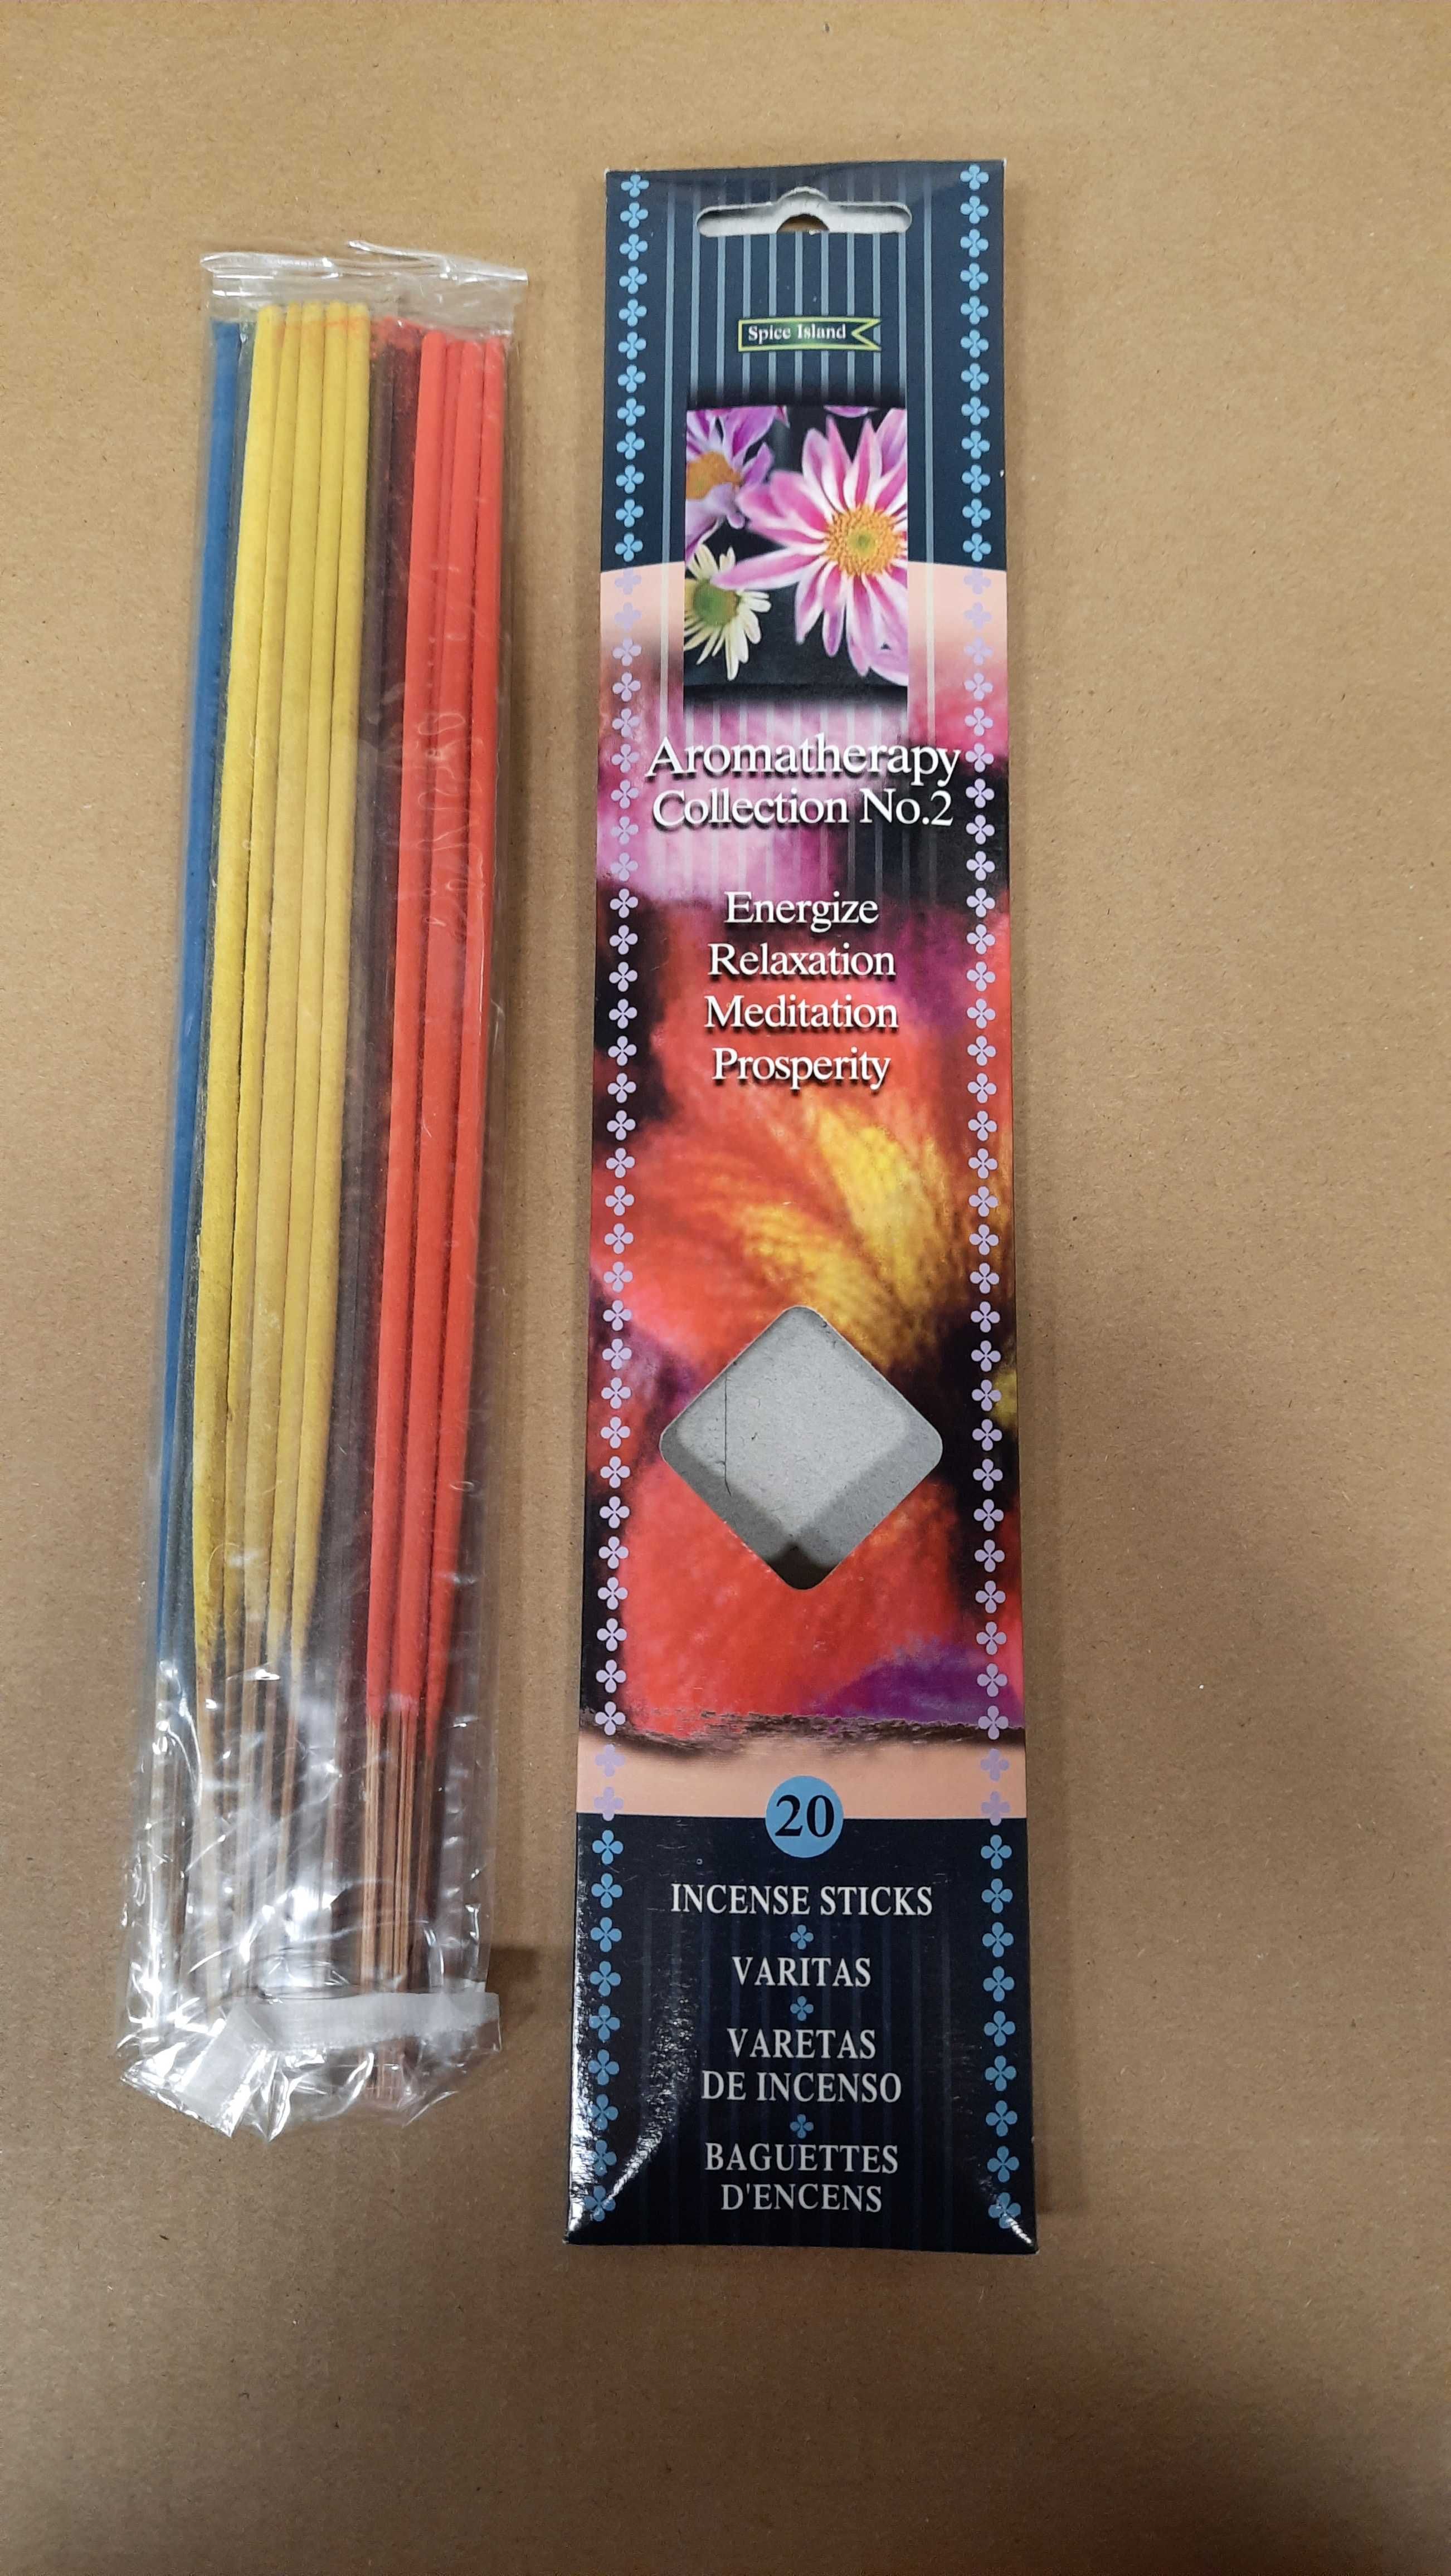 Spice Island
Aromatherapy
Collection No.2
Energize
Relaxation
Meditation
Prosperity
20
INCENSE STICKS
VARITAS
VARETAS
DE INCENSO
BAGUETTES
D'ENCENS